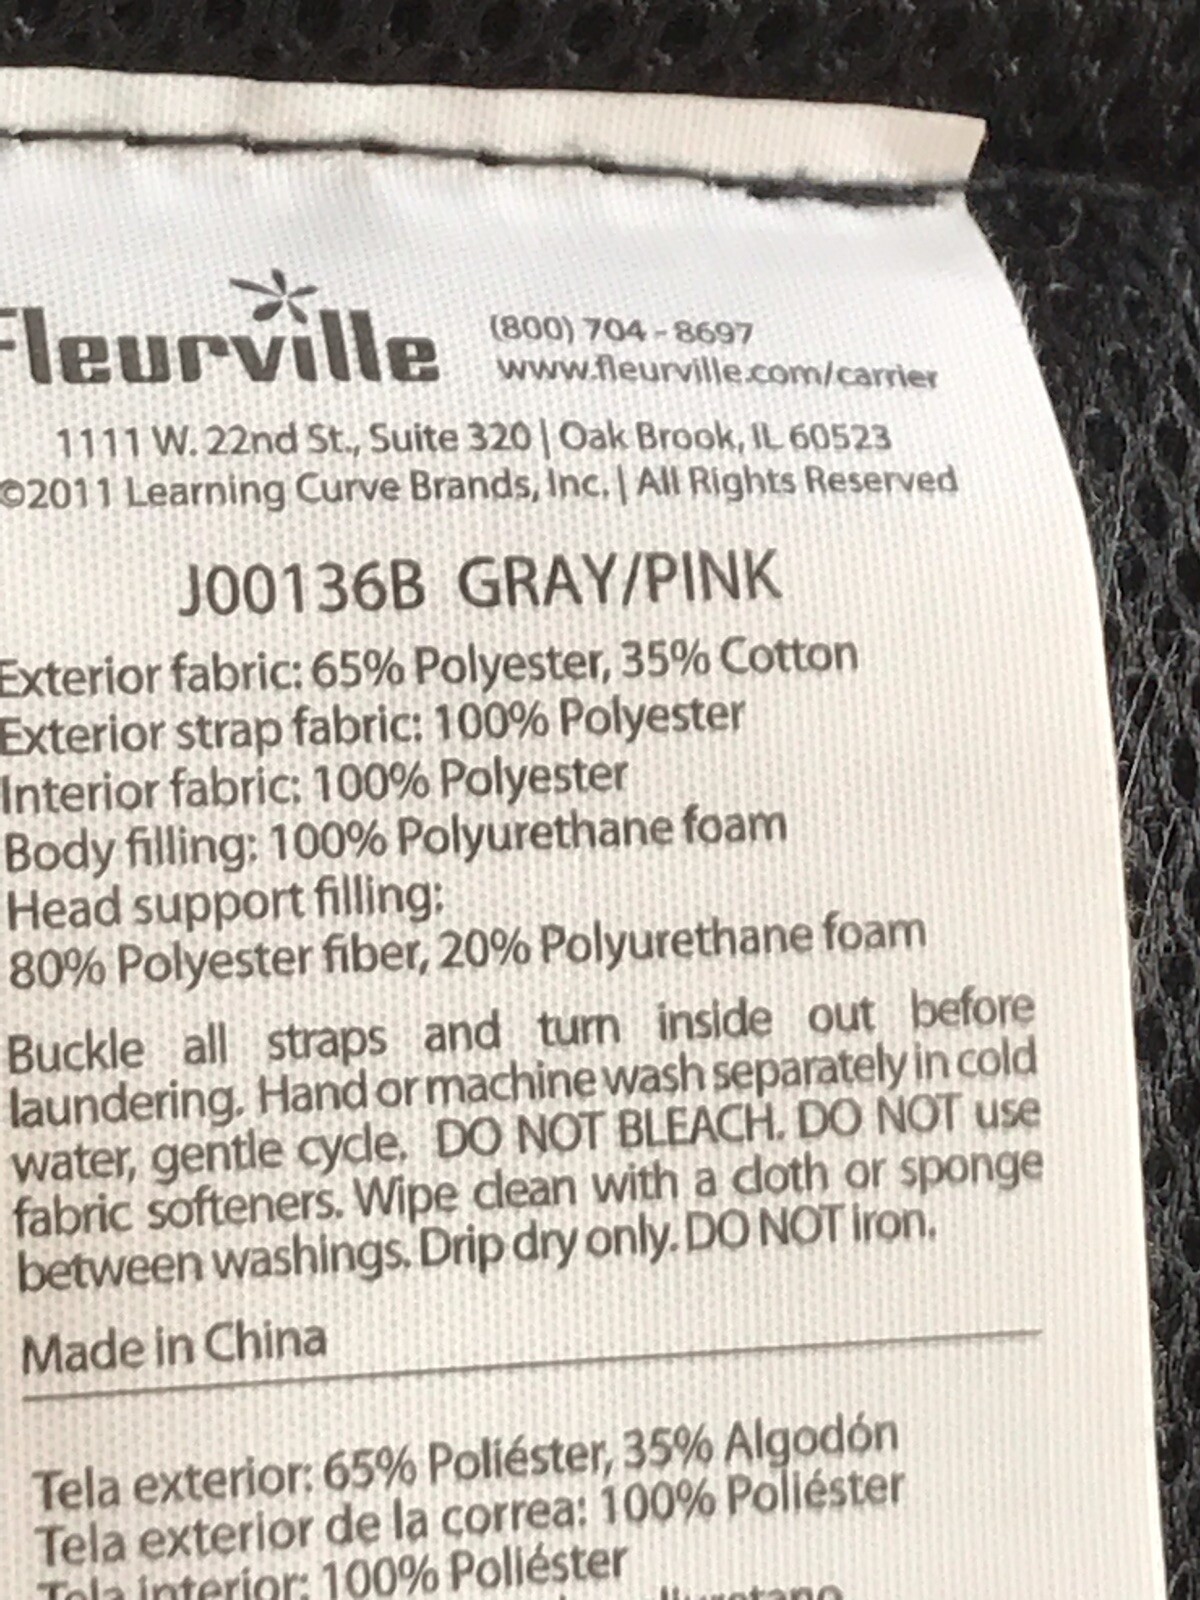 Fleurville
(800) 704-8697
www.fleurville.com/carrier
1111 W. 22nd St., Suite 320 | Oak Brook, IL 60523
©2011 Learning Curve Brands, Inc. | All Rights Reserved
J00136B GRAY/PINK
Exterior fabric: 65% Polyester, 35% Cotton
Exterior strap fabric: 100% Polyester
Interior fabric: 100% Polyester
Body filling: 100% Polyurethane foam
Head support filling:
80% Polyester fiber, 20% Polyurethane foam
Buckle all straps and turn inside out before
laundering. Hand or machine wash separately in cold
water, gentle cycle. DO NOT BLEACH. DO NOT use
fabric softeners. Wipe clean with a cloth or sponge
between washings. Drip dry only. DO NOT iron.
Made in China
Tela exterior: 65% Poliéster, 35% Algodón
Tela exterior de la correa: 100% Poliéster
Tela interior: 100% Poliéster